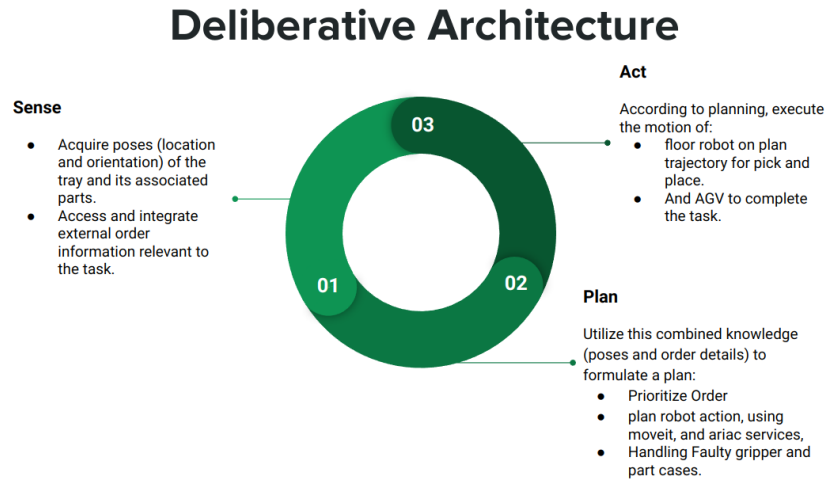 Deliberative Architecture
Sense
● Acquire poses (location
and orientation) of the
tray and its associated
parts.
● Access and integrate
external order
information relevant to
the task.
01
02
03
Act
According to planning, execute
the motion of:
● floor robot on plan
trajectory for pick and
place.
● And AGV to complete
the task.
Plan
Utilize this combined knowledge
(poses and order details) to
formulate a plan:
● Prioritize Order
● plan robot action, using
moveit, and ariac services,
● Handling Faulty gripper and
part cases.